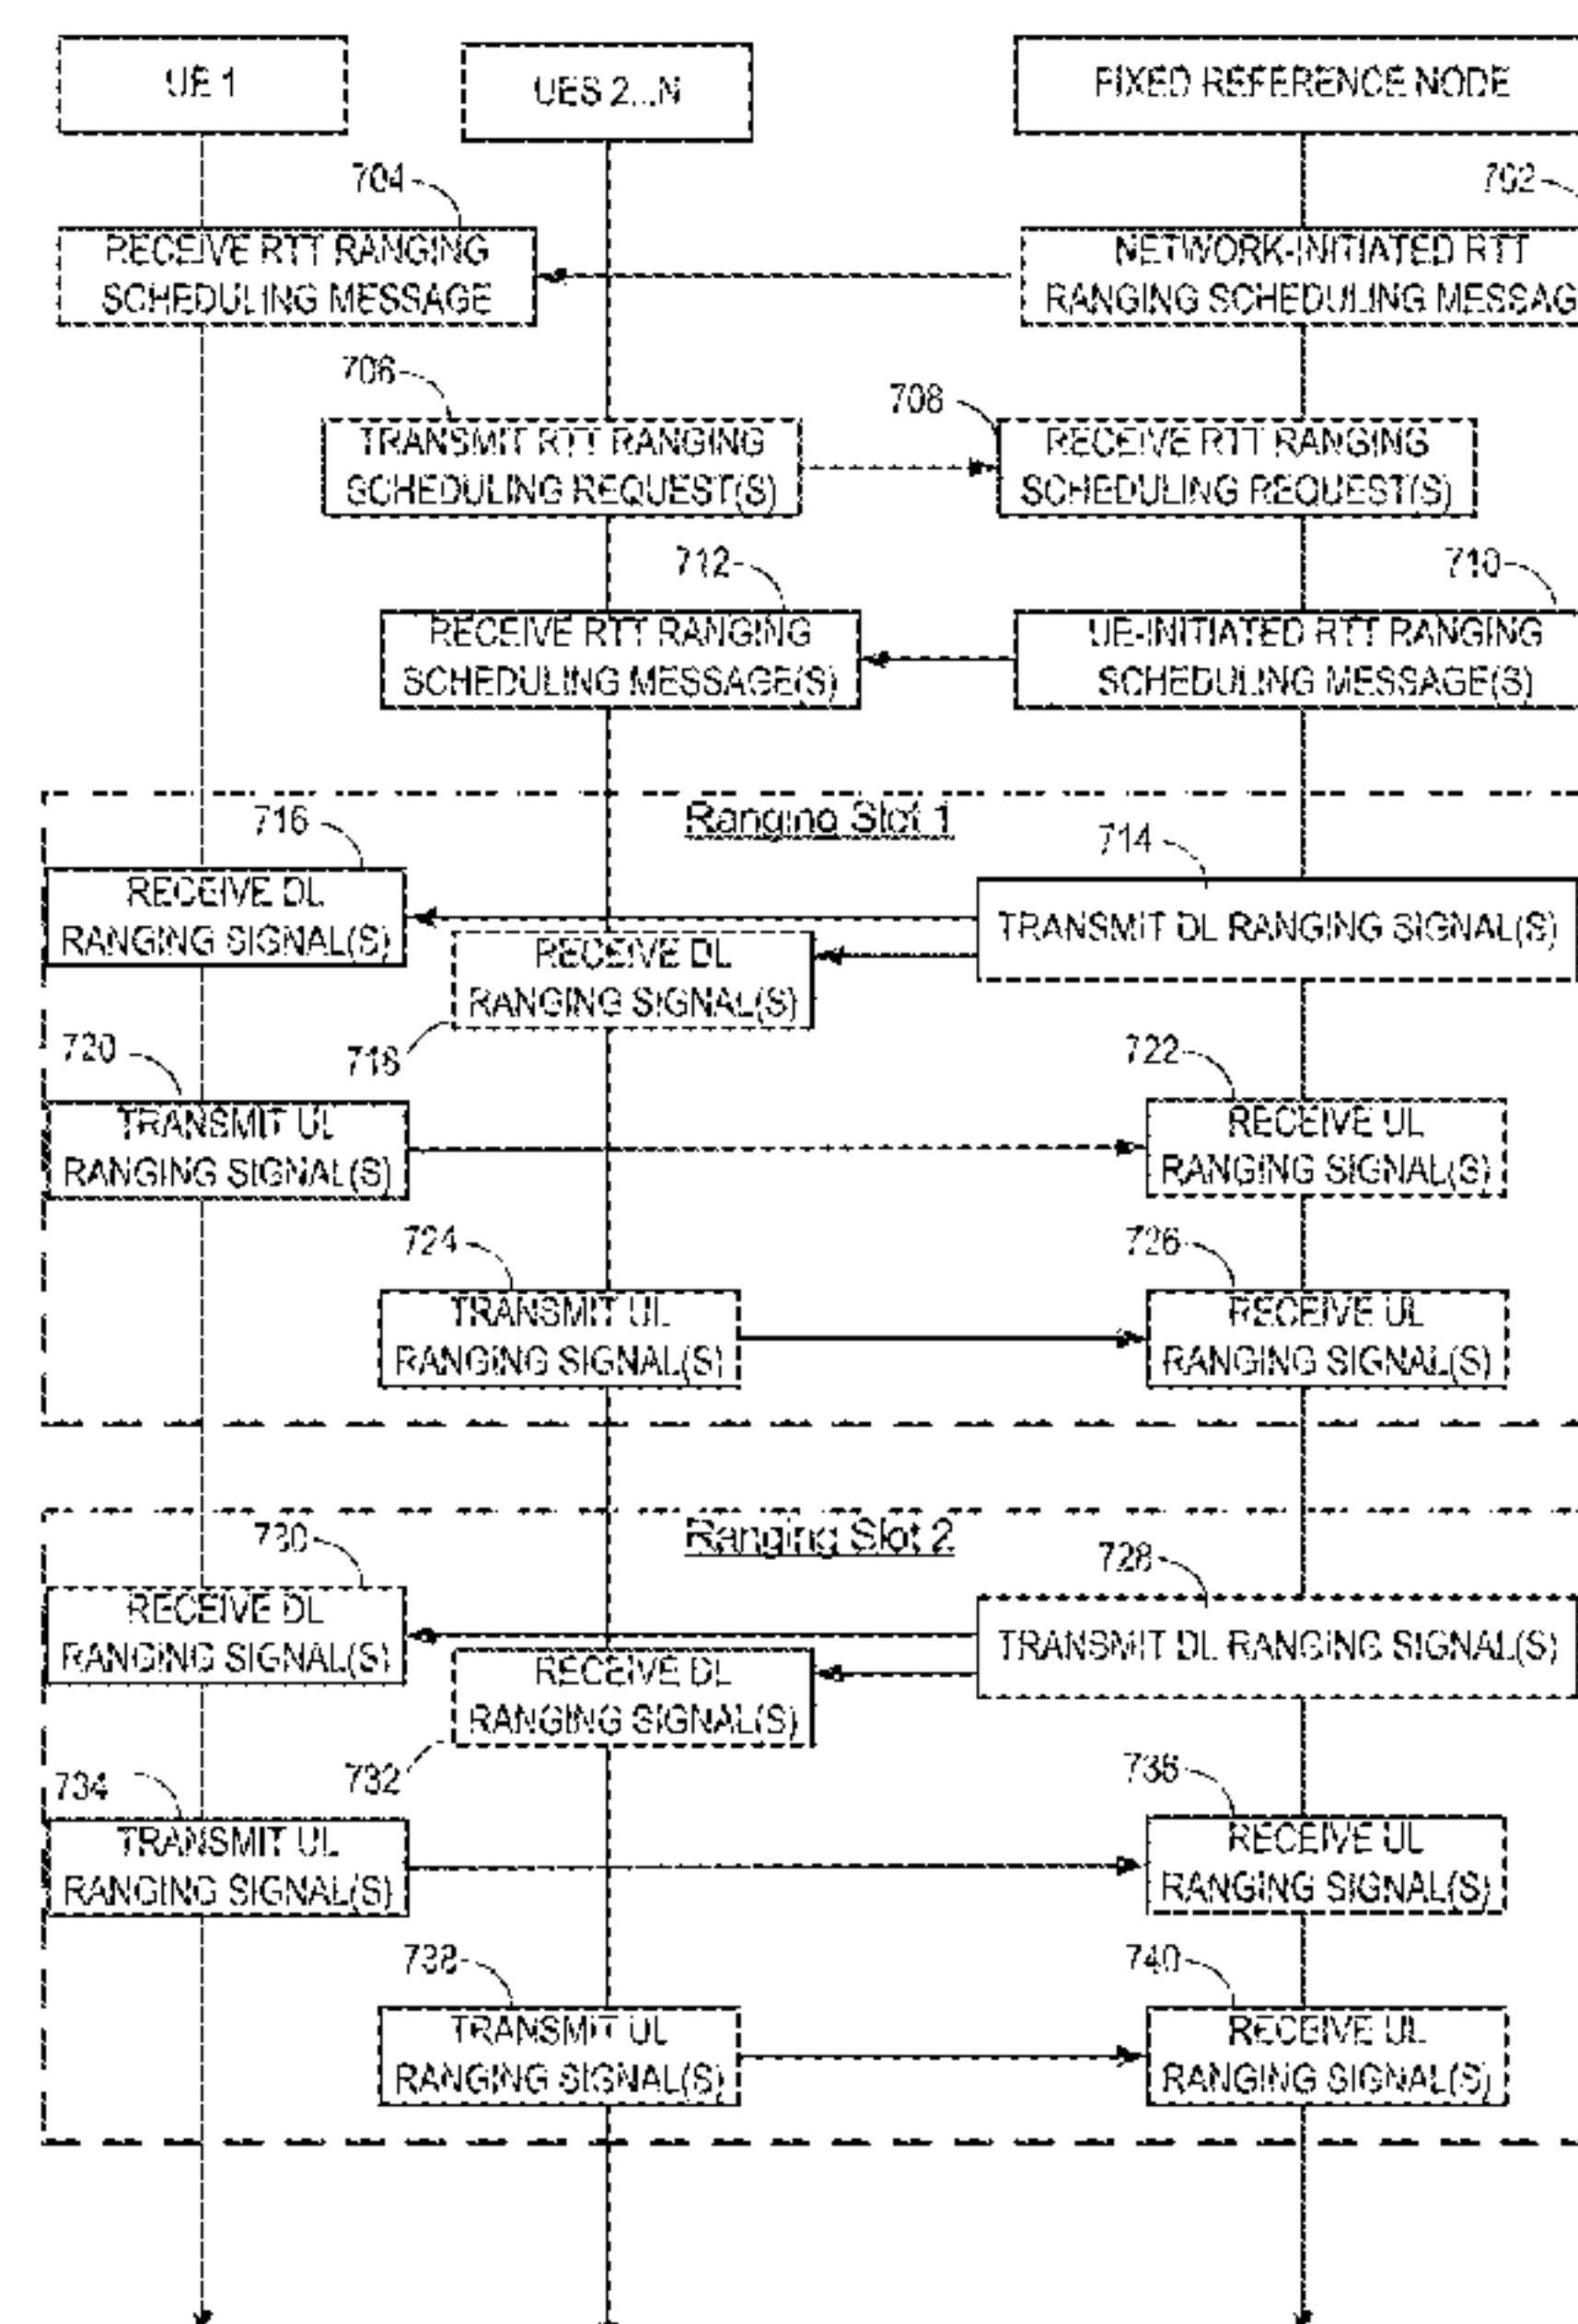 UE 1
UES 2...N
FIXED REFERENCE NODE
704
702
RECEIVE RTT RANGING
SCHEDULING MESSAGE
NETWORK-INITIATED RTT
RANGING SCHEDULING MESSAG
706
708
TRANSMIT RTT RANGING
SCHEDULING REQUEST(S)
RECEIVE RTT RANGING
SCHEDULING REQUEST(S)
712
710
RECEIVE RTT RANGING
SCHEDULING MESSAGE(S)
UE-INITIATED RTT RANGING
SCHEDULING MESSAGE(S)
Ranging Slot 1
716
714
RECEIVE DL
RANGING SIGNAL(S)
TRANSMIT DL RANGING SIGNAL(S)
RECEIVE DL
RANGING SIGNAL(S)
718
720
722
TRANSMIT UL
RANGING SIGNAL(S)
RECEIVE UL
RANGING SIGNAL(S)
724
726
TRANSMIT UL
RANGING SIGNAL(S)
RECEIVE UL
RANGING SIGNAL(S)
Ranging Slot 2
730
728
RECEIVE DL
RANGING SIGNAL(S)
TRANSMIT DL RANGING SIGNAL(S)
RECEIVE DL
RANGING SIGNAL(S)
732
734
736
TRANSMIT UL
RANGING SIGNAL(S)
RECEIVE UL
RANGING SIGNAL(S)
738
740
TRANSMIT UL
RANGING SIGNAL(S)
RECEIVE UL
RANGING SIGNAL(S)